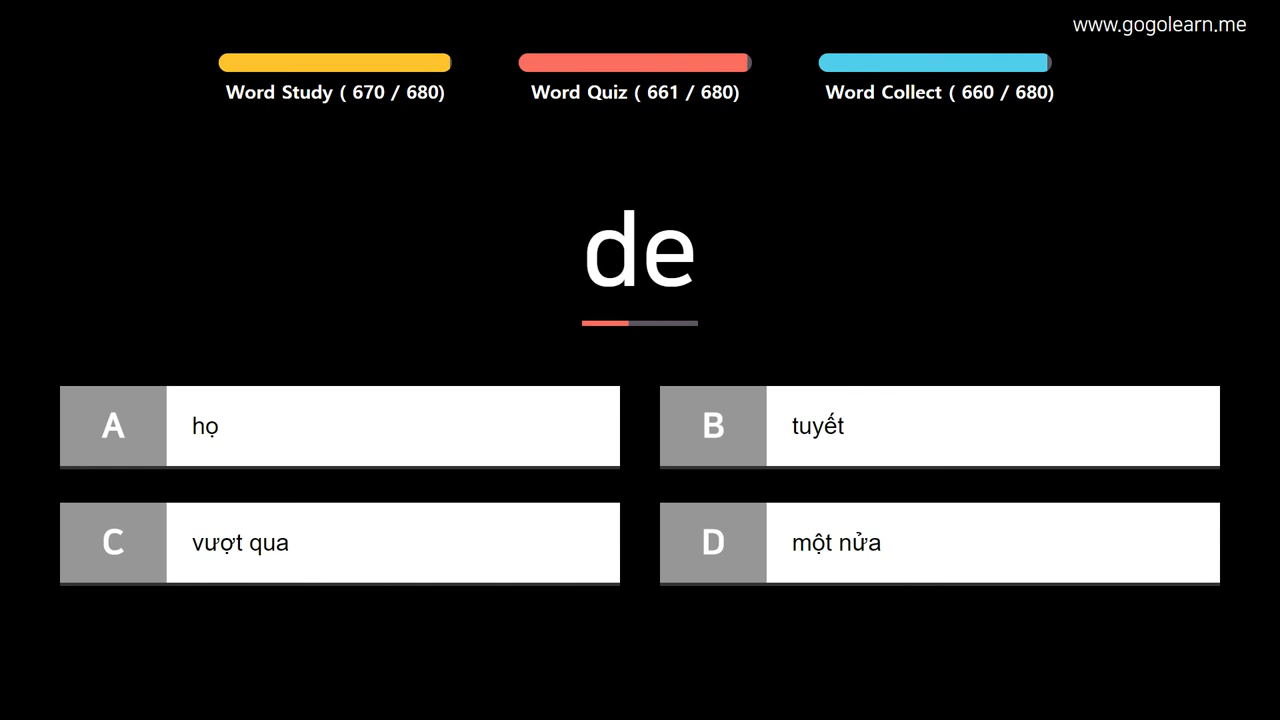 www.gogolearn.me
Word Study ( 670 / 680)
Word Quiz ( 661 / 680)
Word Collect ( 660 / 680)
de
A họ
B tuyết
C vượt qua
D một nửa